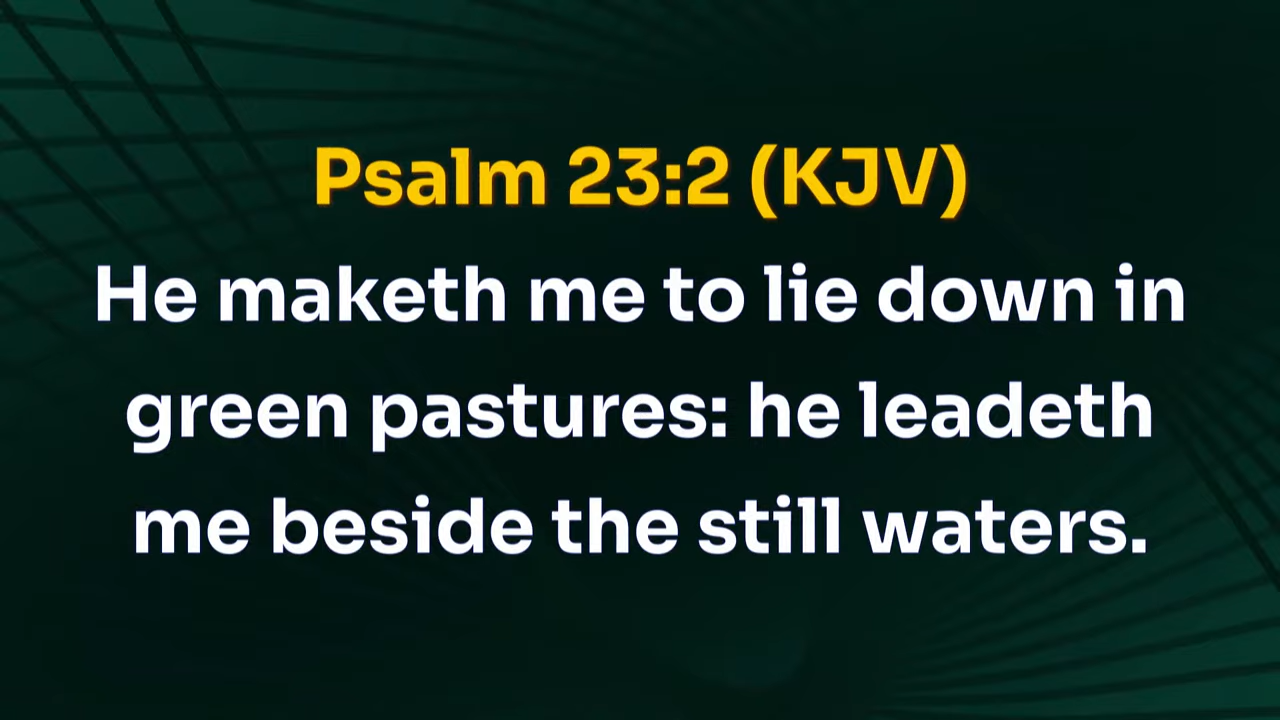 Psalm 23:2 (KJV)
He maketh me to lie down in
green pastures: he leadeth
me beside the still waters.